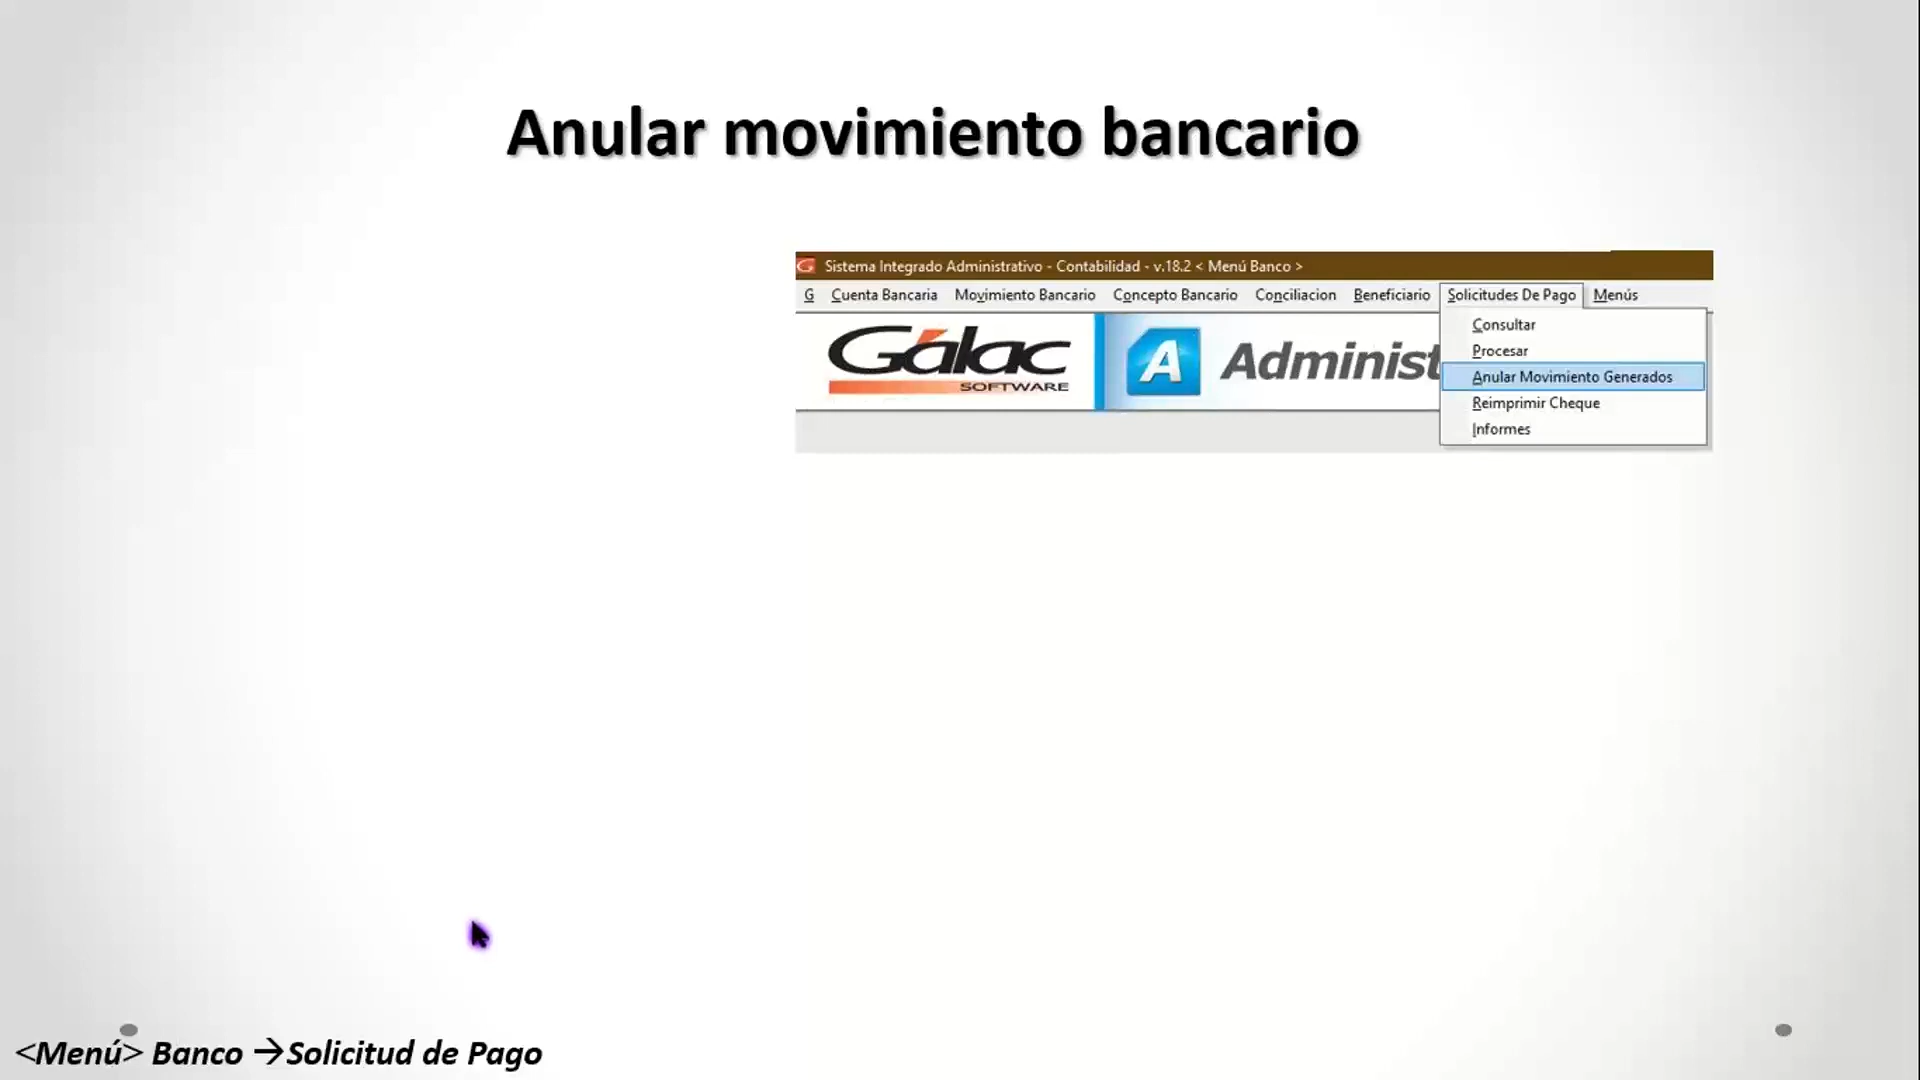 Anular movimiento bancario
Sistema Integrado Administrativo - Contabilidad - v.18.2 < Menú Banco >
G Cuenta Bancaria Movimiento Bancario Concepto Bancario Conciliacion Beneficiario Solicitudes De Pago Menús
Gálac
SOFTWARE
A Administ
Consultar
Procesar
Anular Movimiento Generados
Reimprimir Cheque
Informes
<Menú> Banco →Solicitud de Pago